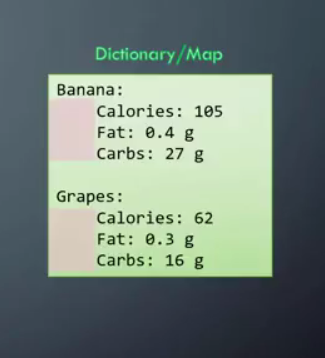 Dictionary/Map
Banana:
Calories: 105
Fat: 0.4 g
Carbs: 27 g
Grapes:
Calories: 62
Fat: 0.3 g
Carbs: 16 g